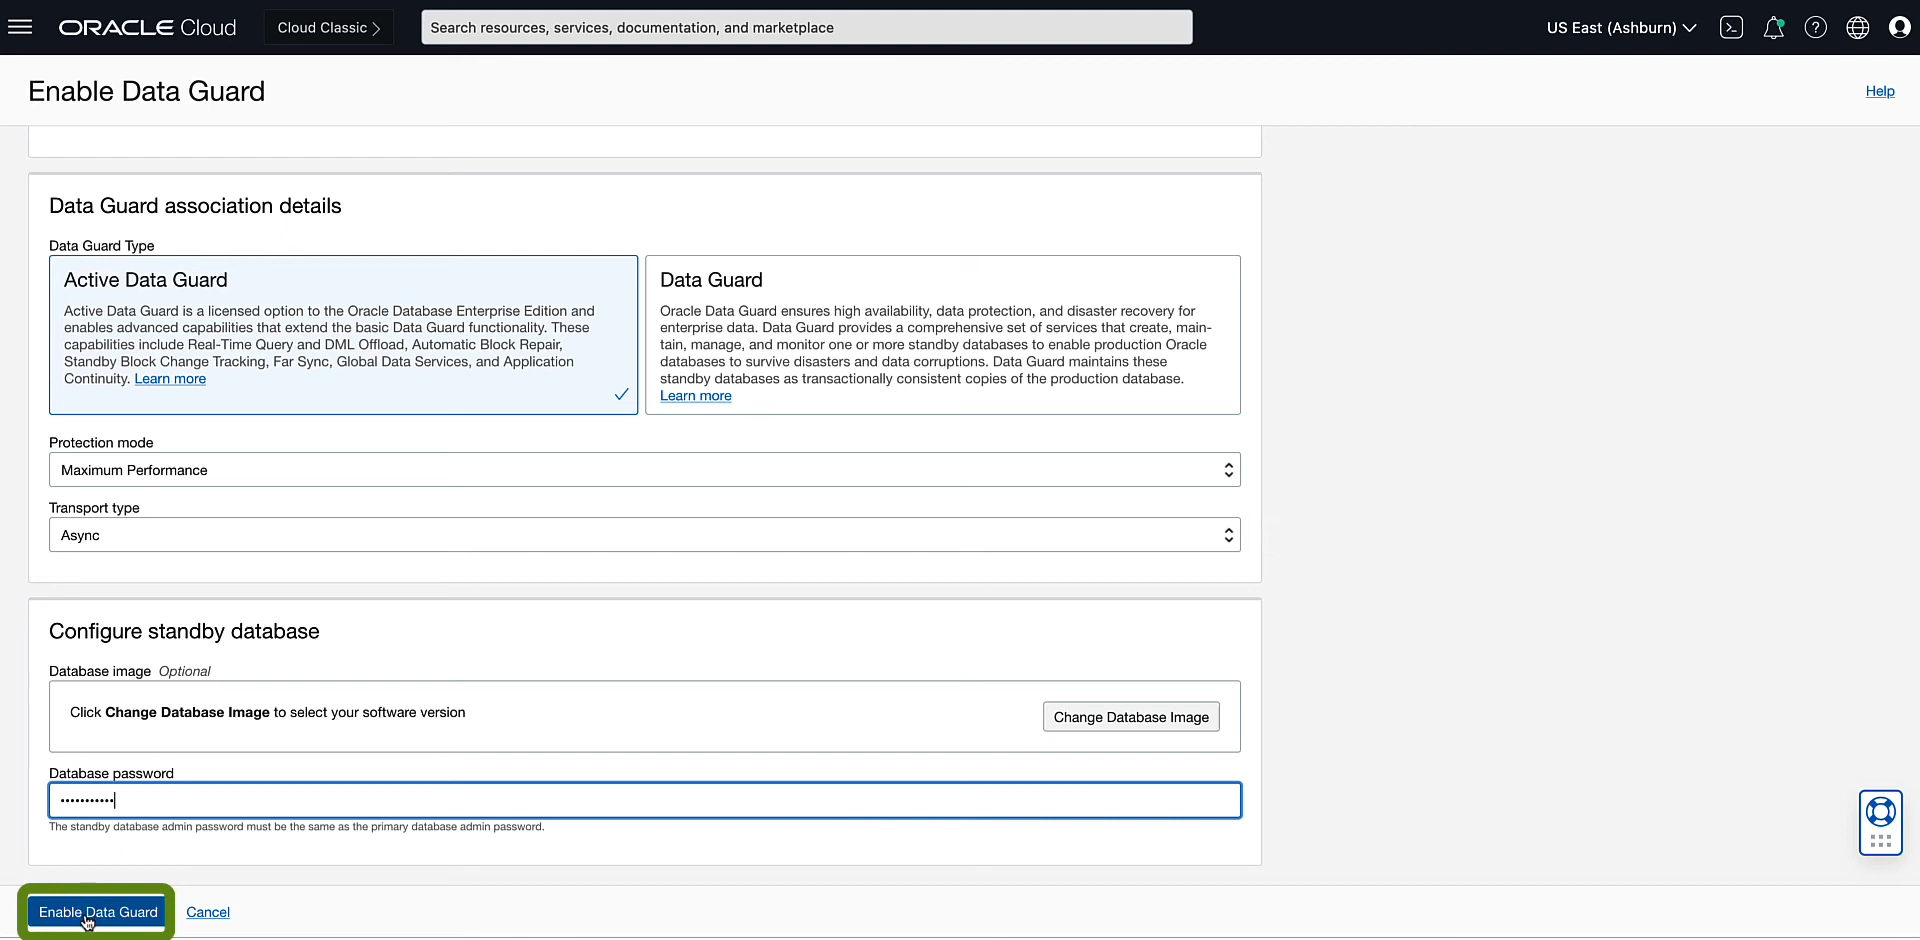 ORACLE Cloud
Cloud Classic
Search resources, services, documentation, and marketplace
US East (Ashburn)
Enable Data Guard
Help
Data Guard association details
Data Guard Type
Active Data Guard
Active Data Guard is a licensed option to the Oracle Database Enterprise Edition and
enables advanced capabilities that extend the basic Data Guard functionality. These
capabilities include Real-Time Query and DML Offload, Automatic Block Repair,
Standby Block Change Tracking, Far Sync, Global Data Services, and Application
Continuity. Learn more
Data Guard
Oracle Data Guard ensures high availability, data protection, and disaster recovery for
enterprise data. Data Guard provides a comprehensive set of services that create, main-
tain, manage, and monitor one or more standby databases to enable production Oracle
databases to survive disasters and data corruptions. Data Guard maintains these
standby databases as transactionally consistent copies of the production database.
Learn more
Protection mode
Maximum Performance
Transport type
Async
Configure standby database
Database image Optional
Click Change Database Image to select your software version
Change Database Image
Database password
•••••••••••
The standby database admin password must be the same as the primary database admin password.
Enable Data Guard
Cancel